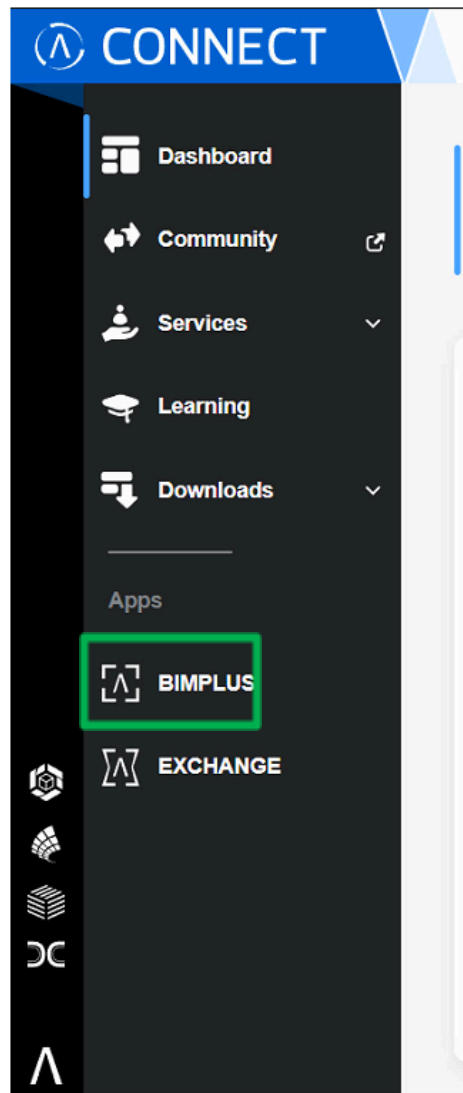 CONNECT
Dashboard
Community
Services
Learning
Downloads
Apps
BIMPLUS
EXCHANGE